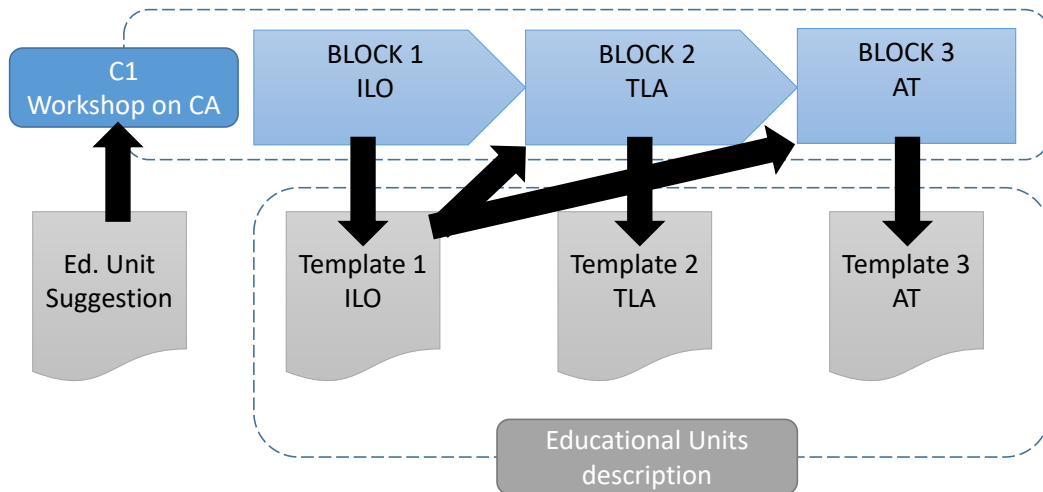 C1
Workshop on CA
BLOCK 1
ILO
BLOCK 2
TLA
BLOCK 3
AT
Ed. Unit
Suggestion
Template 1
ILO
Template 2
TLA
Template 3
AT
Educational Units
description